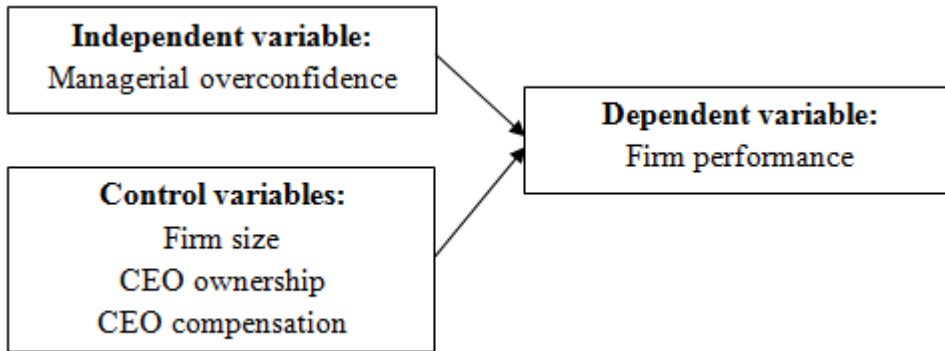 Independent variable:
Managerial overconfidence
Dependent variable:
Firm performance
Control variables:
Firm size
CEO ownership
CEO compensation